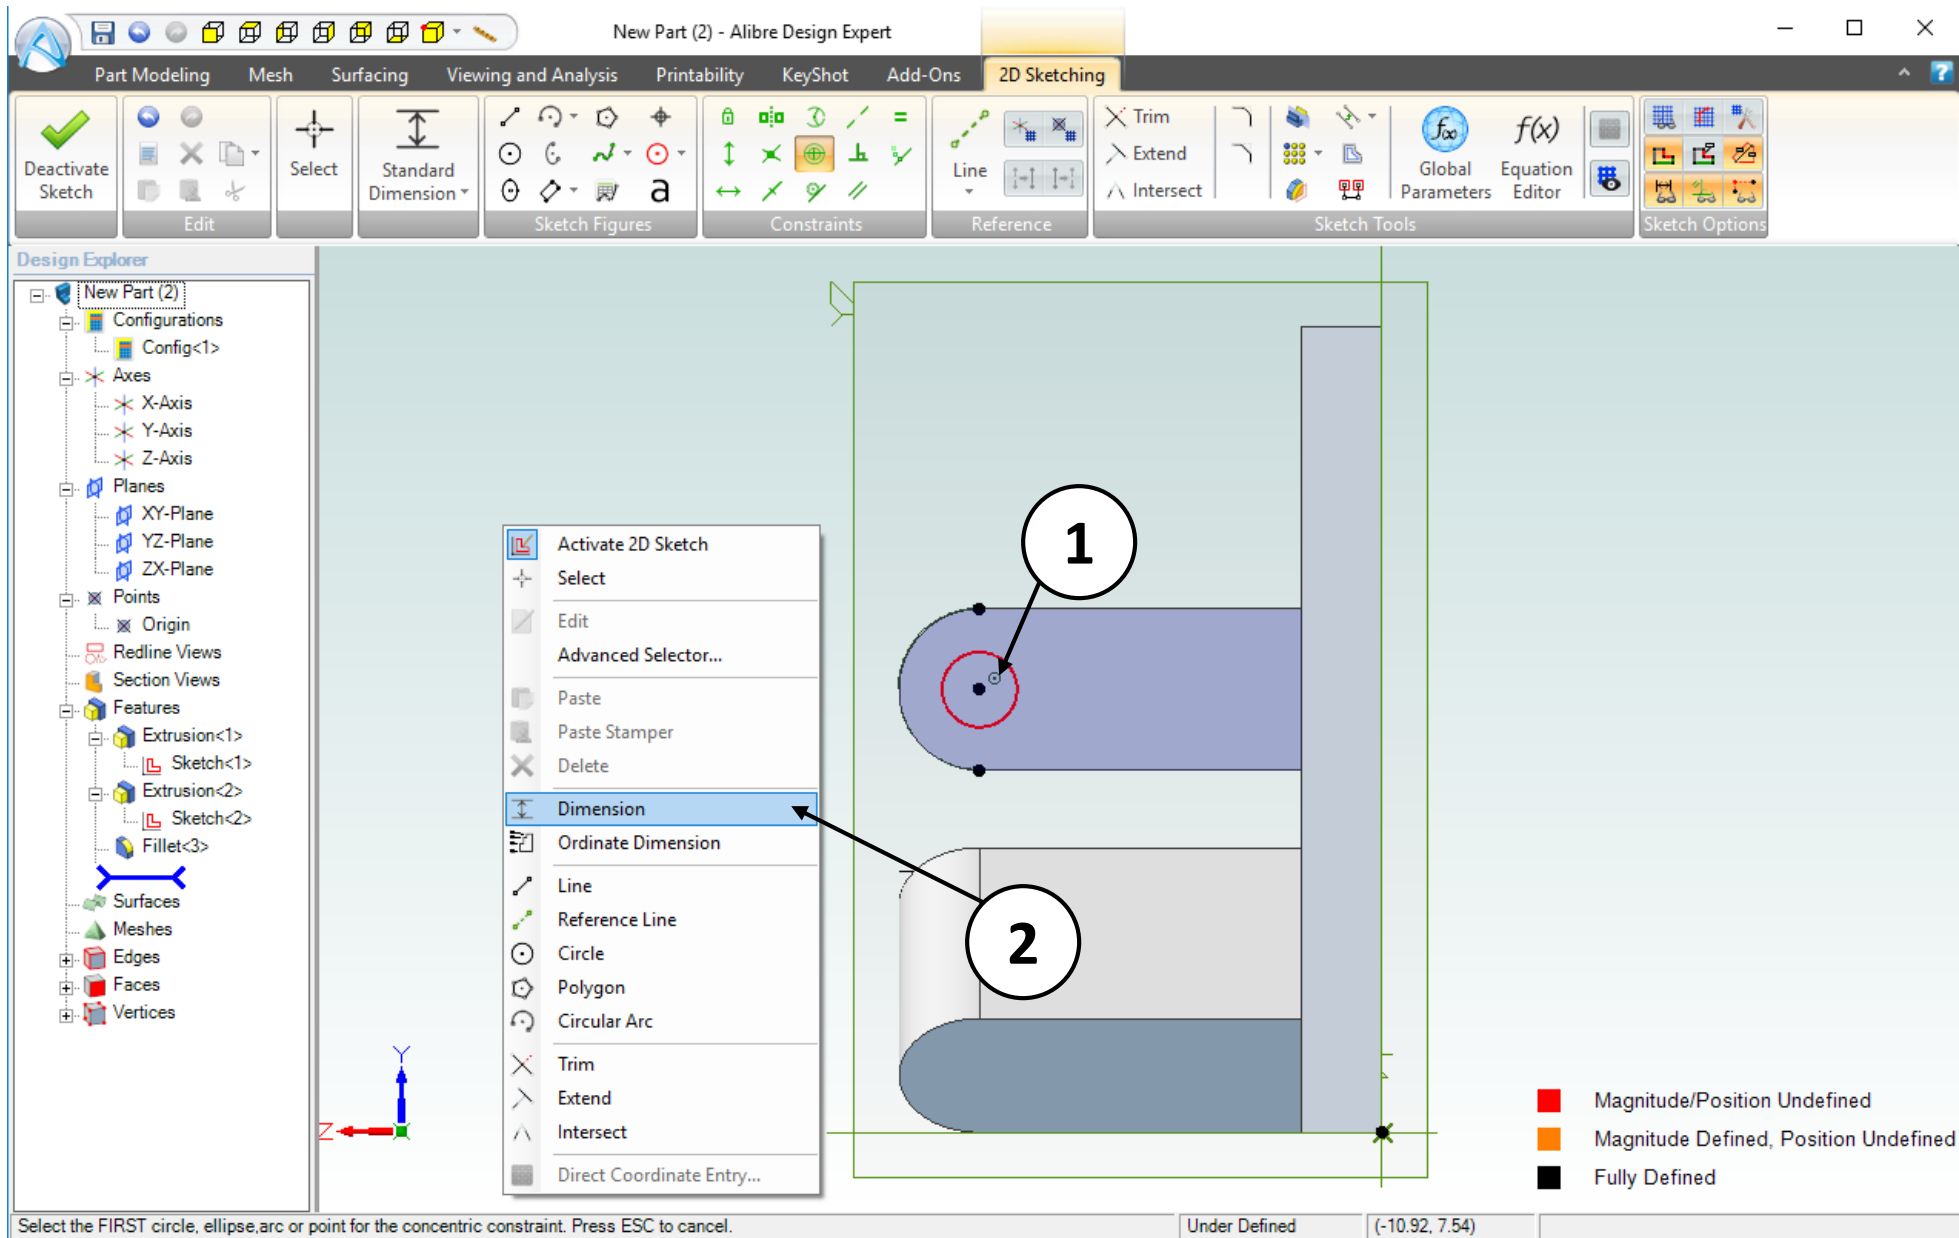 New Part (2) - Alibre Design Expert
Part Modeling
Mesh
Surfacing
Viewing and Analysis
Printability
KeyShot
Add-Ons
2D Sketching
?
Deactivate
Sketch
Edit
Select
Standard
Dimension
a
Sketch Figures
Constraints
Line
Reference
Trim
Extend
Intersect
f∞
Global
Parameters
f(x)
Equation
Editor
Sketch Tools
Sketch Options
Design Explorer
New Part (2)
Configurations
Config<1>
Axes
X-Axis
Y-Axis
Z-Axis
Planes
XY-Plane
YZ-Plane
ZX-Plane
Points
Origin
Redline Views
Section Views
Features
Extrusion<1>
Sketch<1>
Extrusion<2>
Sketch<2>
Fillet<3>
Surfaces
Meshes
Edges
Faces
Vertices
Activate 2D Sketch
Select
Edit
Advanced Selector...
Paste
Paste Stamper
Delete
Dimension
Ordinate Dimension
Line
Reference Line
Circle
Polygon
Circular Arc
Trim
Extend
Intersect
Direct Coordinate Entry...
1
2
Y
Z
Magnitude/Position Undefined
Magnitude Defined, Position Undefined
Fully Defined
Select the FIRST circle, ellipse,arc or point for the concentric constraint. Press ESC to cancel.
Under Defined
(-10.92, 7.54)